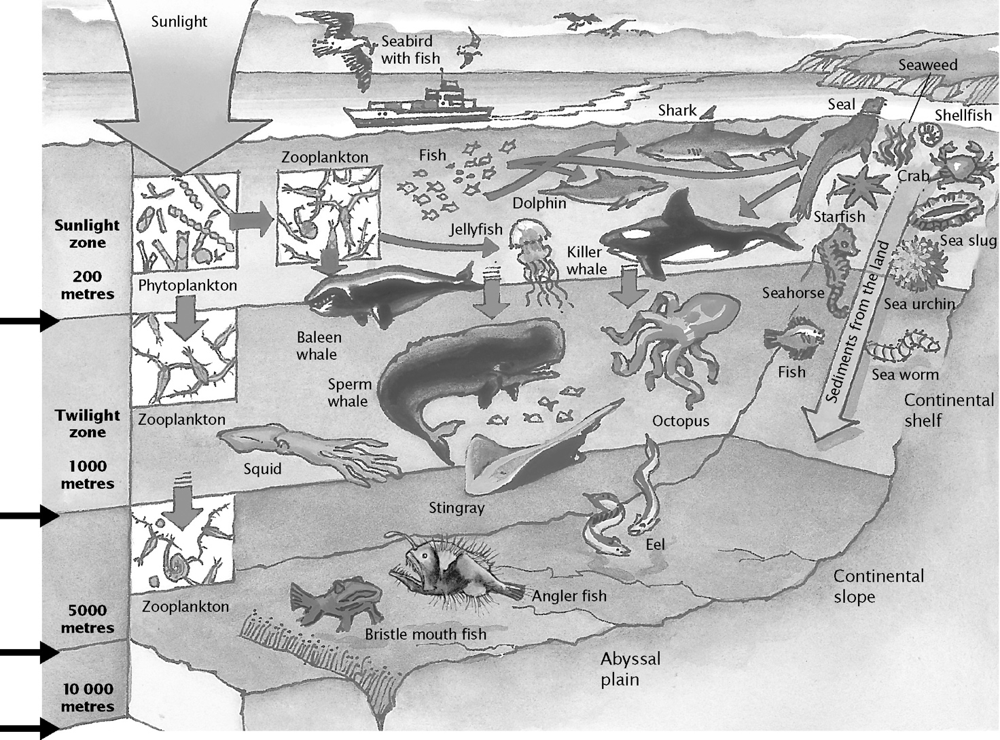 Sunlight
Seabird
with fish
Seaweed
Shark
Seal
Shellfish
Zooplankton
Fish
Crab
Dolphin
Starfish
Sunlight
zone
200
metres
Jellyfish
Killer
whale
Sea slug
Phytoplankton
Seahorse
Sea urchin
Sediments from the land
Baleen
whale
Sperm
whale
Fish
Sea worm
Continental
shelf
Twilight
zone
1000
metres
Zooplankton
Octopus
Squid
Stingray
Eel
Continental
slope
Angler fish
Zooplankton
5000
metres
Bristle mouth fish
Abyssal
plain
10 000
metres